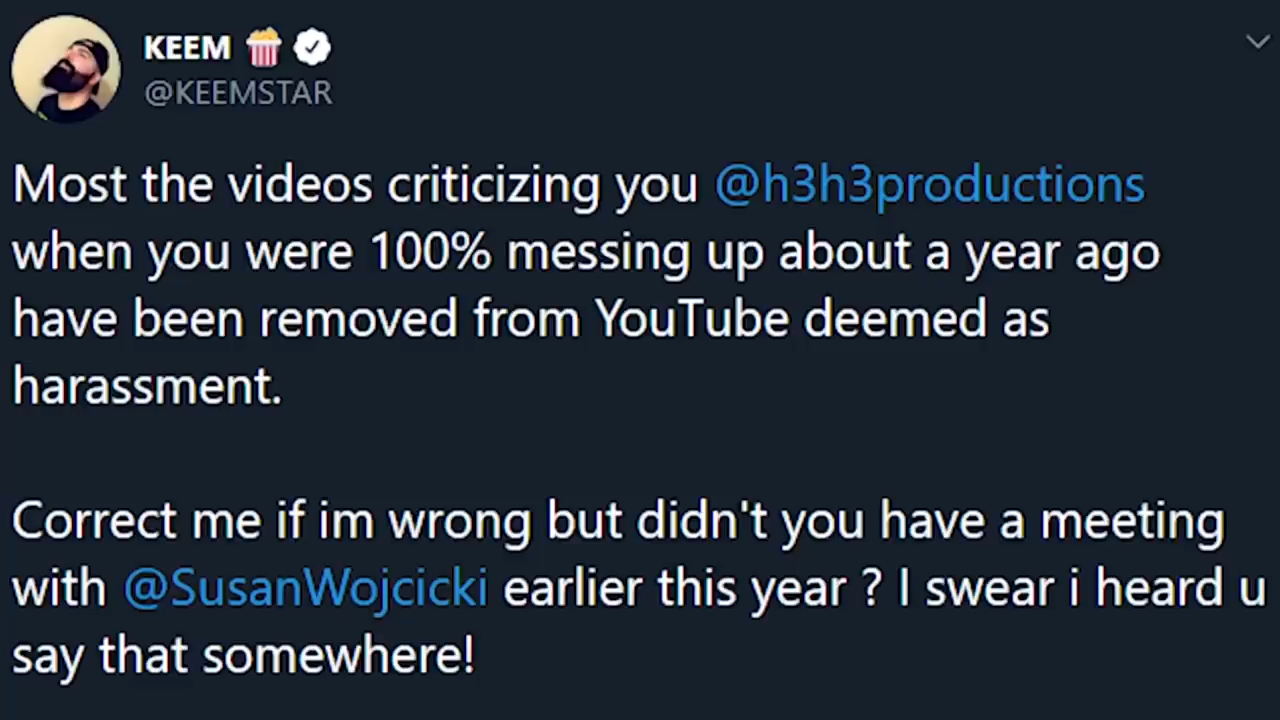 KEEM 🍿
@KEEMSTAR
Most the videos criticizing you @h3h3productions
when you were 100% messing up about a year ago
have been removed from YouTube deemed as
harassment.
Correct me if im wrong but didn't you have a meeting
with @SusanWojcicki earlier this year ? I swear i heard u
say that somewhere!